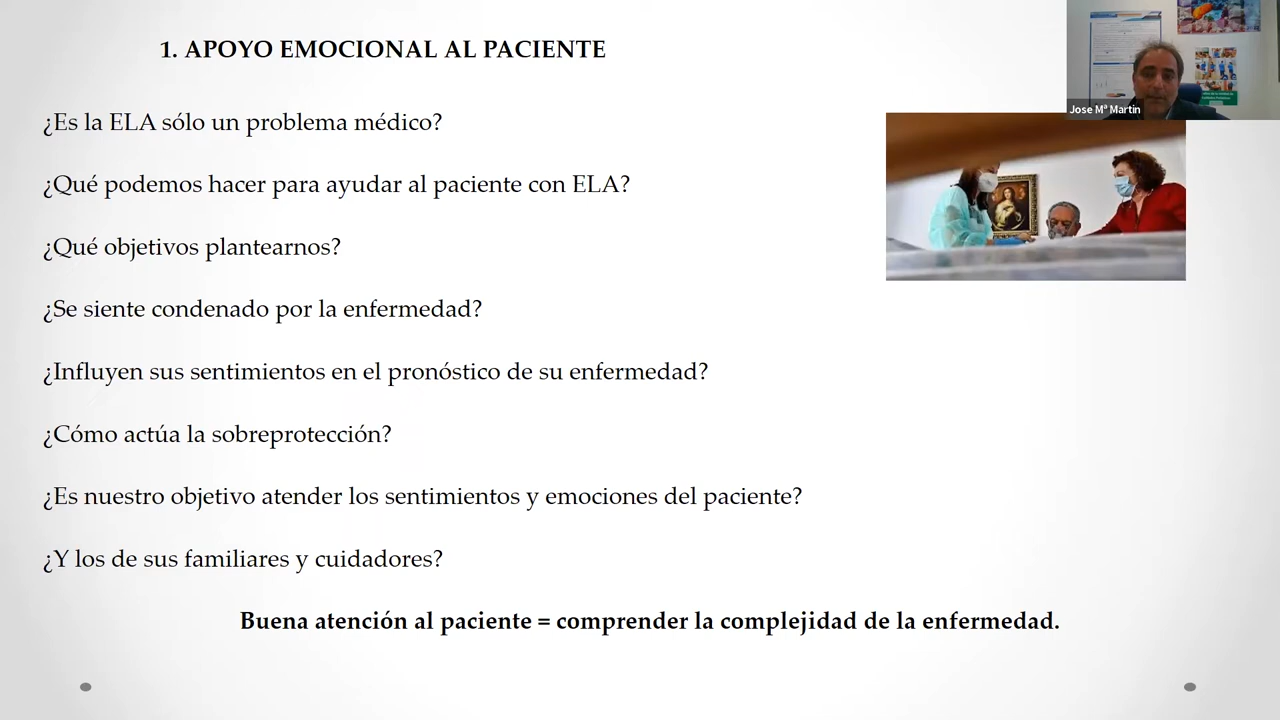 1. APOYO EMOCIONAL AL PACIENTE
Jose Mª Martin
¿Es la ELA sólo un problema médico?
¿Qué podemos hacer para ayudar al paciente con ELA?
¿Qué objetivos plantearnos?
¿Se siente condenado por la enfermedad?
¿Influyen sus sentimientos en el pronóstico de su enfermedad?
¿Cómo actúa la sobreprotección?
¿Es nuestro objetivo atender los sentimientos y emociones del paciente?
¿Y los de sus familiares y cuidadores?
Buena atención al paciente = comprender la complejidad de la enfermedad.